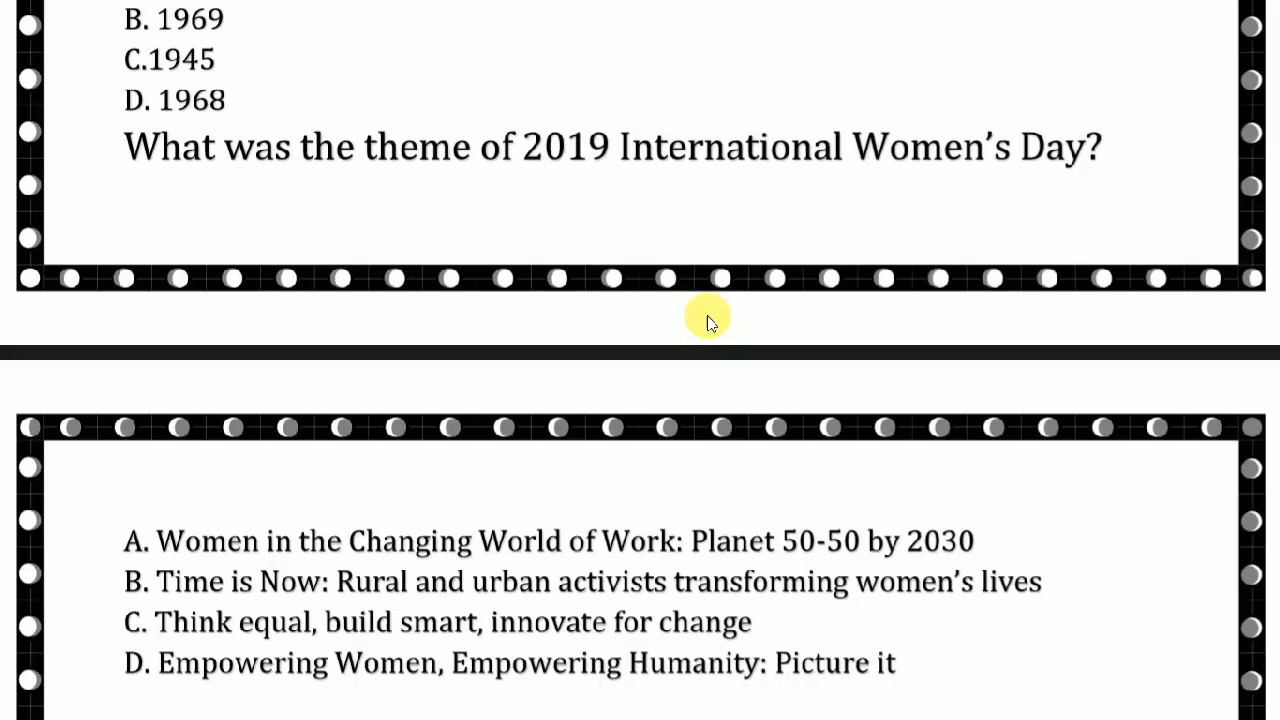 B. 1969
C.1945
D. 1968
What was the theme of 2019 International Women’s Day?
A. Women in the Changing World of Work: Planet 50-50 by 2030
B. Time is Now: Rural and urban activists transforming women’s lives
C. Think equal, build smart, innovate for change
D. Empowering Women, Empowering Humanity: Picture it